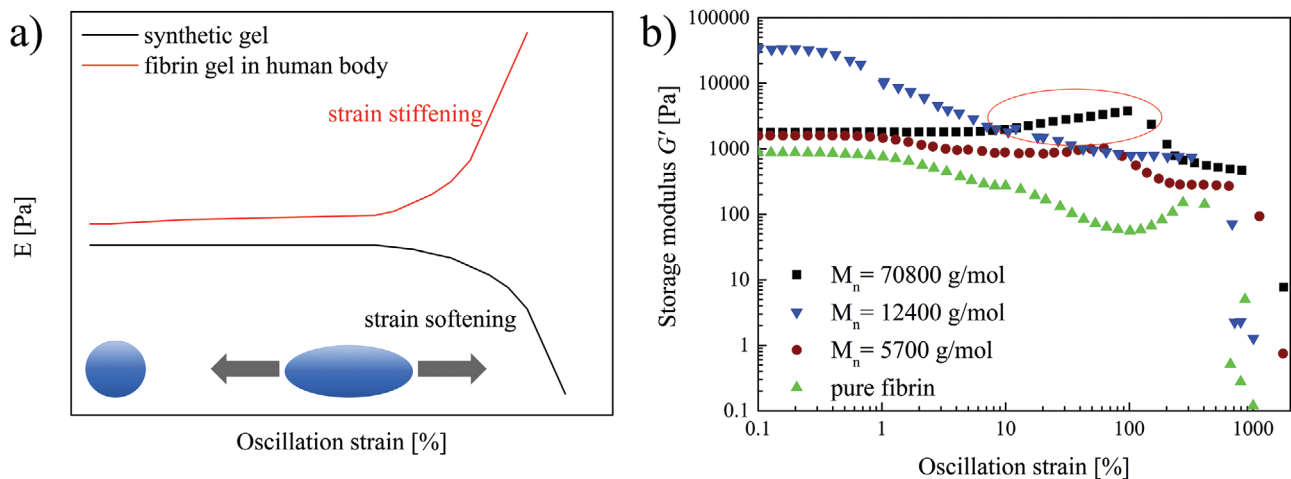 a)
synthetic gel
fibrin gel in human body
strain stiffening
strain softening
E [Pa]
Oscillation strain [%]
b)
100000
10000
1000
100
10
1
0.1
Storage modulus G′ [Pa]
Mn= 70800 g/mol
Mn= 12400 g/mol
Mn= 5700 g/mol
pure fibrin
0.1 1 10 100 1000
Oscillation strain [%]